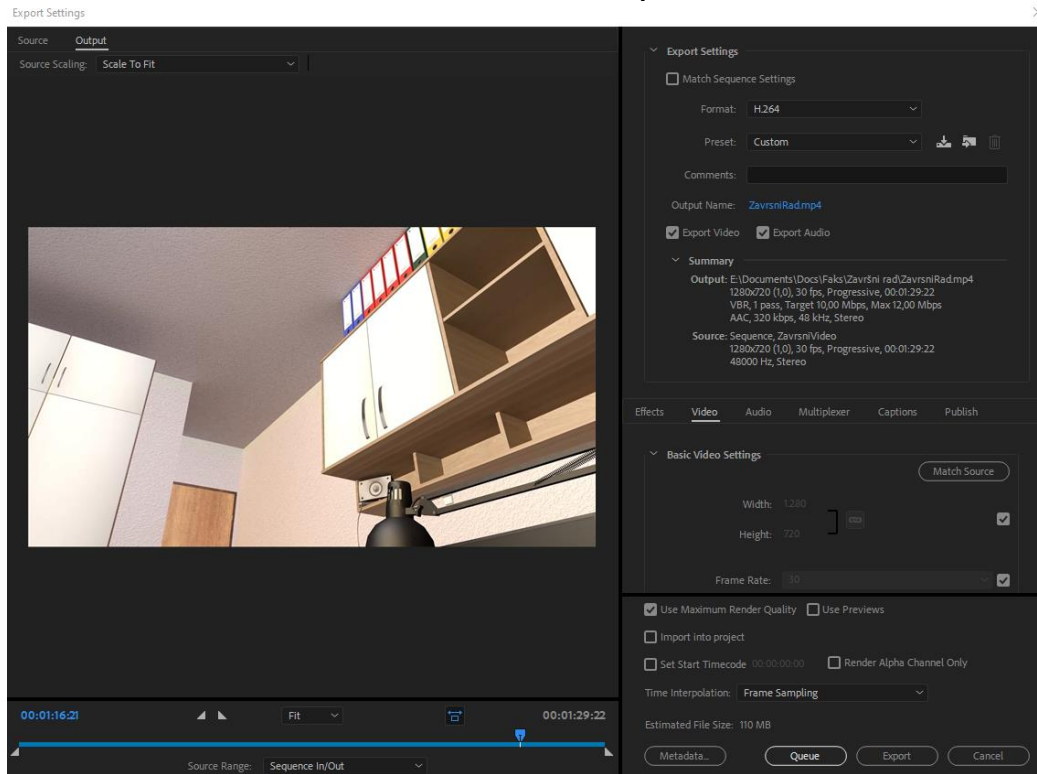 Export Settings
Source Output
Source Scaling: Scale To Fit
00:01:16:21 Fit 00:01:29:22
Source Range: Sequence In/Out
Export Settings
Match Sequence Settings
Format: H.264
Preset: Custom
Comments:
Output Name: ZavrsniRad.mp4
Export Video Export Audio
Summary
Output: E:\Documents\Docs\Faks\Završni rad\ZavrsniRad.mp4
1280x720 (1,0), 30 fps, Progressive, 00:01:29:22
VBR, 1 pass, Target 10,00 Mbps, Max 12,00 Mbps
AAC, 320 kbps, 48 kHz, Stereo
Source: Sequence, ZavrsniVideo
1280x720 (1,0), 30 fps, Progressive, 00:01:29:22
48000 Hz, Stereo
Effects Video Audio Multiplexer Captions Publish
Basic Video Settings
Match Source
Width: 1.280
Height: 720
Frame Rate: 30
Use Maximum Render Quality Use Previews
Import into project
Set Start Timecode 00:00:00:00 Render Alpha Channel Only
Time Interpolation: Frame Sampling
Estimated File Size: 110 MB
Metadata... Queue Export Cancel